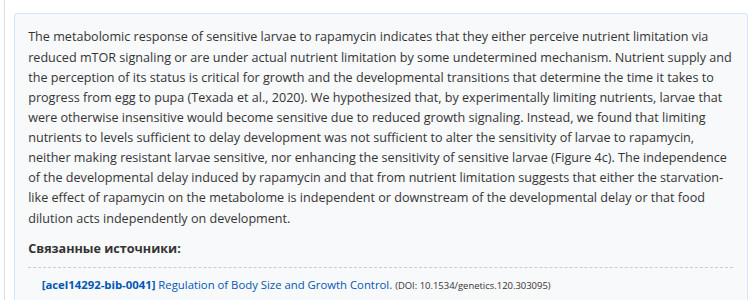 The metabolomic response of sensitive larvae to rapamycin indicates that they either perceive nutrient limitation via
reduced mTOR signaling or are under actual nutrient limitation by some undetermined mechanism. Nutrient supply and
the perception of its status is critical for growth and the developmental transitions that determine the time it takes to
progress from egg to pupa (Texada et al., 2020). We hypothesized that, by experimentally limiting nutrients, larvae that
were otherwise insensitive would become sensitive due to reduced growth signaling. Instead, we found that limiting
nutrients to levels sufficient to delay development was not sufficient to alter the sensitivity of larvae to rapamycin,
neither making resistant larvae sensitive, nor enhancing the sensitivity of sensitive larvae (Figure 4c). The independence
of the developmental delay induced by rapamycin and that from nutrient limitation suggests that either the starvation-
like effect of rapamycin on the metabolome is independent or downstream of the developmental delay or that food
dilution acts independently on development.
Связанные источники:
[acel14292-bib-0041] Regulation of Body Size and Growth Control. (DOI: 10.1534/genetics.120.303095)